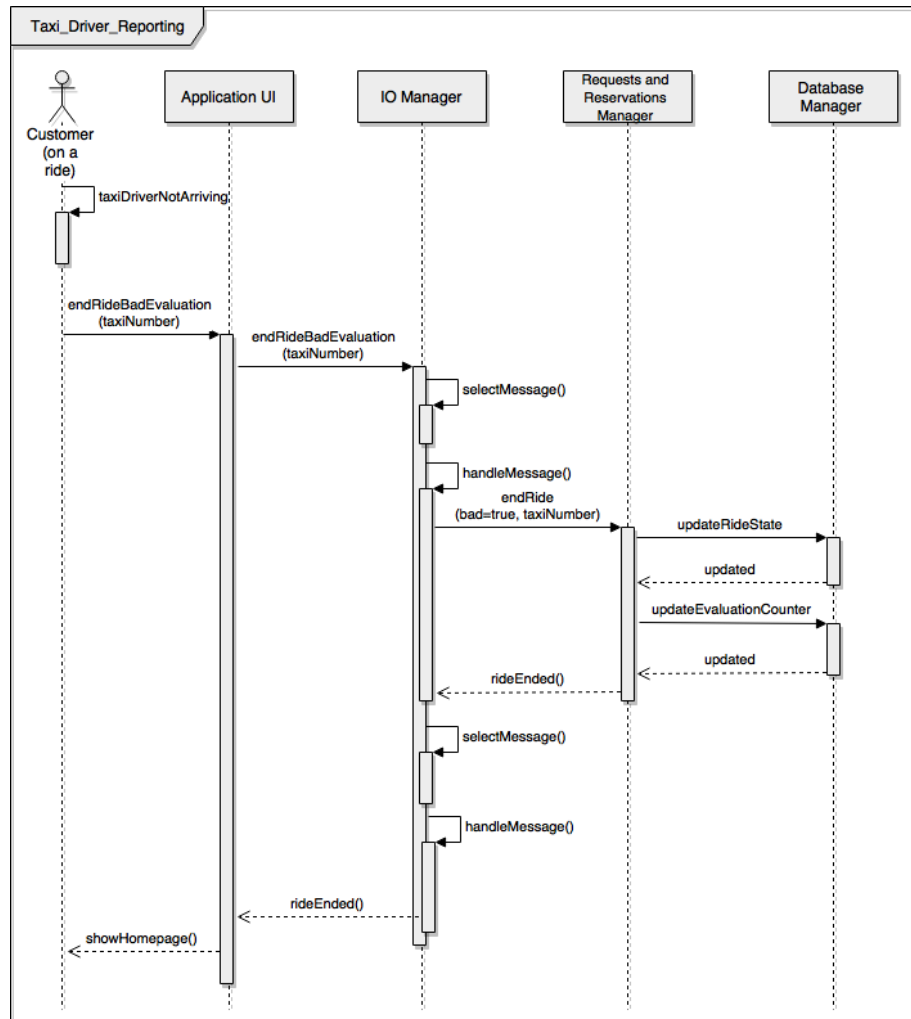 Taxi_Driver_Reporting
Application UI
IO Manager
Requests and
Reservations
Manager
Database
Manager
Customer
(on a
ride)
taxiDriverNotArriving
endRideBadEvaluation
(taxiNumber)
endRideBadEvaluation
(taxiNumber)
selectMessage()
handleMessage()
endRide
(bad=true, taxiNumber)
updateRideState
updated
updateEvaluationCounter
updated
rideEnded()
selectMessage()
handleMessage()
rideEnded()
showHomepage()